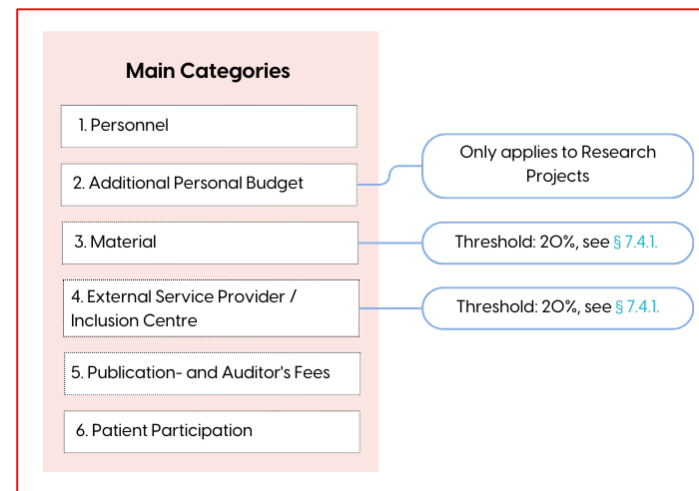 Main Categories
1. Personnel
2. Additional Personal Budget
Only applies to Research
Projects
3. Material
Threshold: 20%, see § 7.4.1.
4. External Service Provider /
Inclusion Centre
Threshold: 20%, see § 7.4.1.
5. Publication- and Auditor's Fees
6. Patient Participation